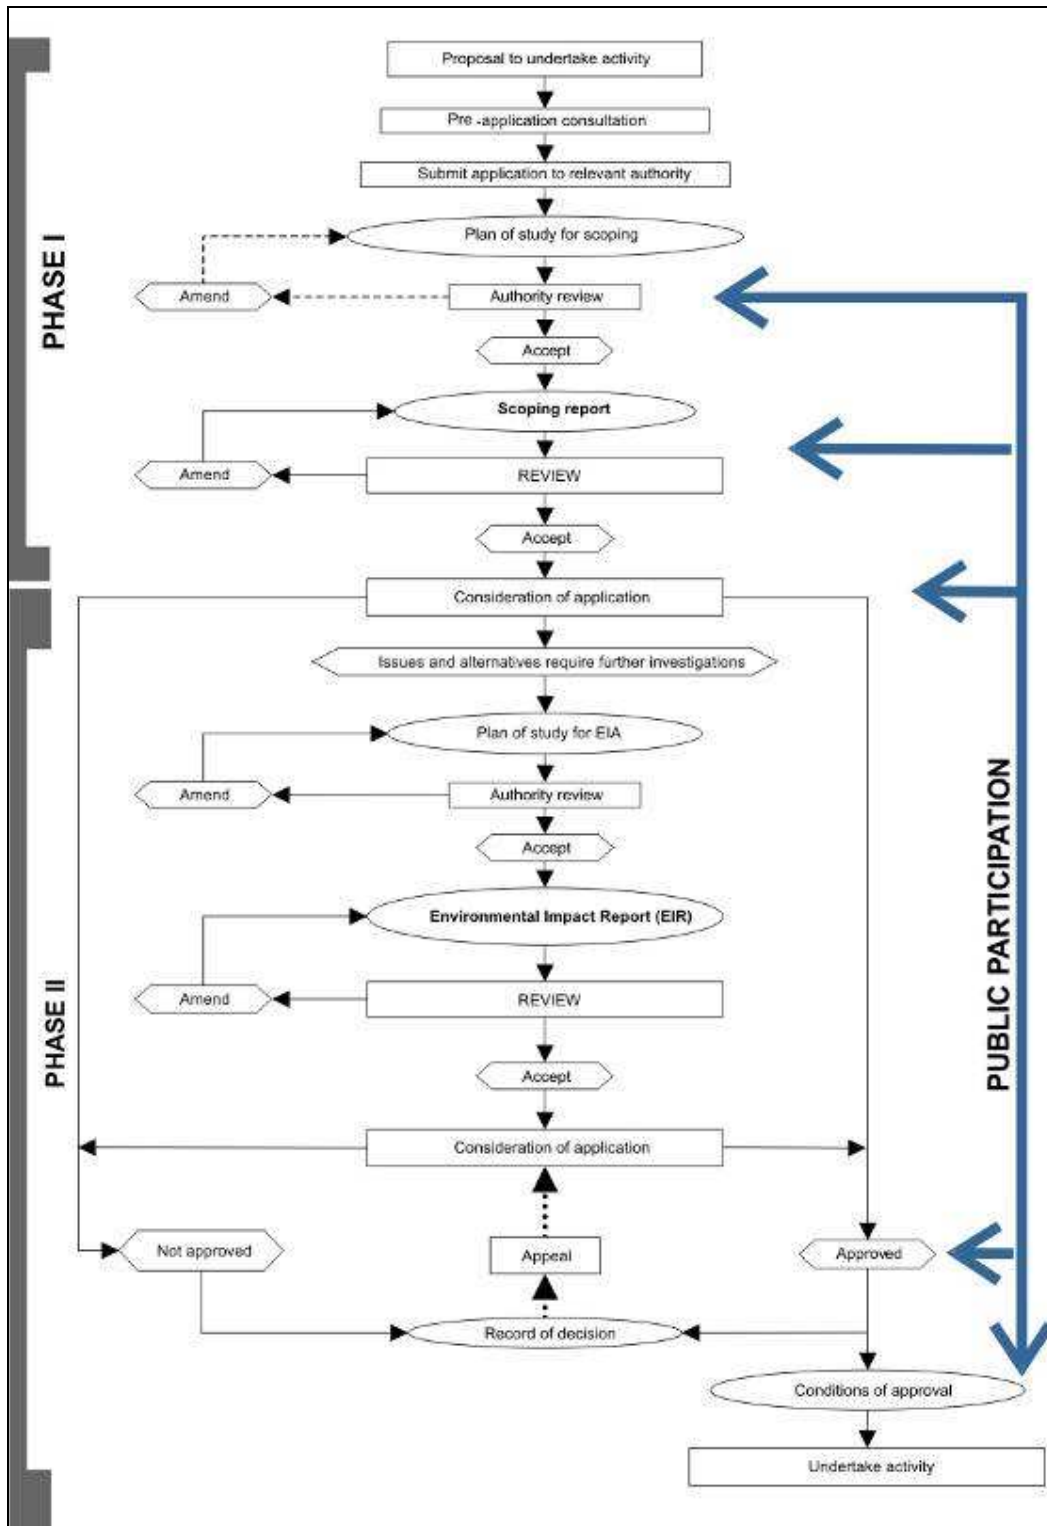 Proposal to undertake activity
Pre -application consultation
Submit application to relevant authority
Plan of study for scoping
PHASE I
Amend
Authority review
Accept
Scoping report
Amend
REVIEW
Accept
Consideration of application
Issues and alternatives require further investigations
Plan of study for EIA
Amend
Authority review
Accept
PUBLIC PARTICIPATION
Environmental Impact Report (EIR)
PHASE II
Amend
REVIEW
Accept
Consideration of application
Not approved
Appeal
Approved
Record of decision
Conditions of approval
Undertake activity